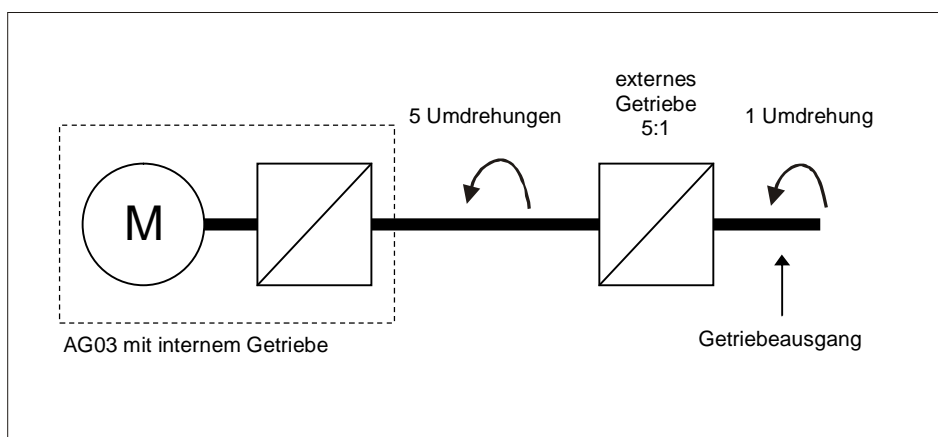 externes
Getriebe
5:1
5 Umdrehungen
1 Umdrehung
M
Getriebeausgang
AG03 mit internem Getriebe